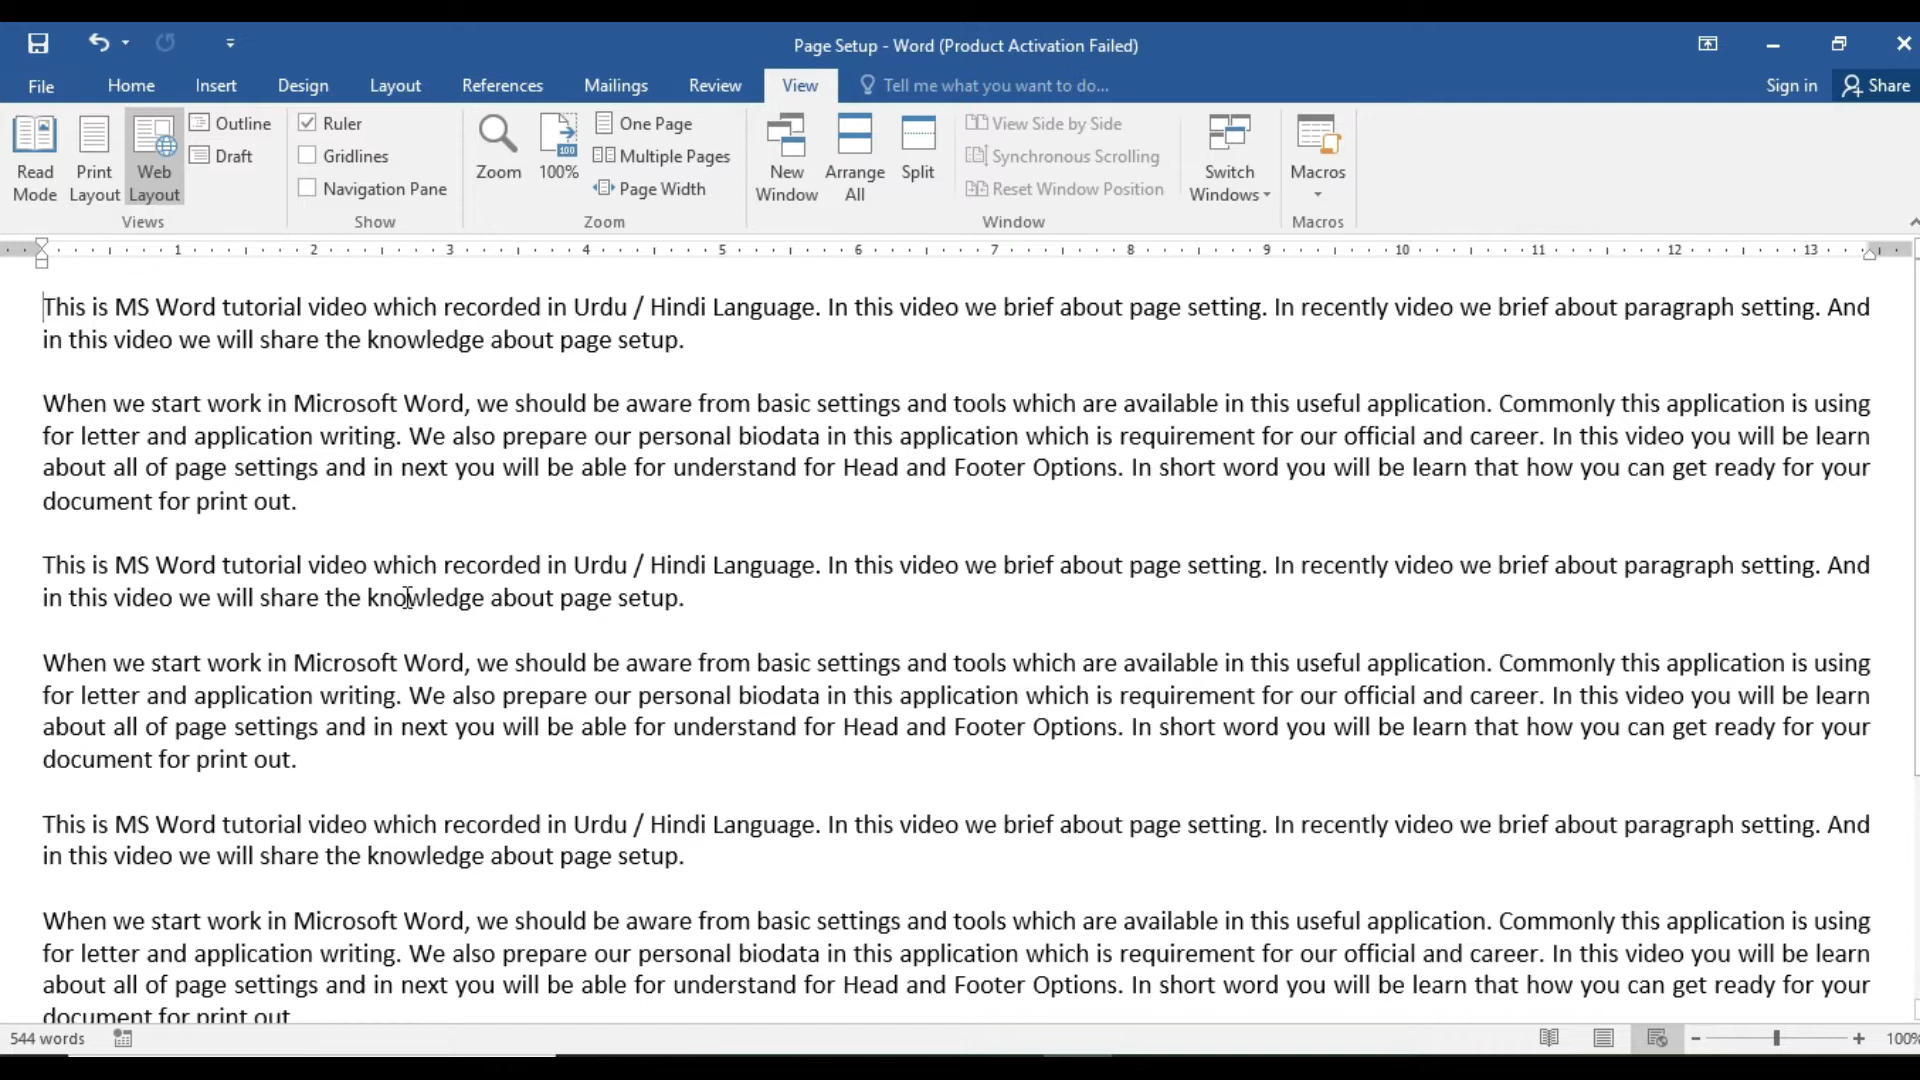 Page Setup - Word (Product Activation Failed)
File Home Insert Design Layout References Mailings Review View Tell me what you want to do... Sign in Share
Read Mode
Print Layout
Web Layout
Outline
Draft
Views
Ruler
Gridlines
Navigation Pane
Show
Zoom
100
100%
One Page
Multiple Pages
Page Width
Zoom
New Window
Arrange All
Split
View Side by Side
Synchronous Scrolling
Reset Window Position
Window
Switch Windows
Macros
Macros
1 2 3 4 5 6 7 8 9 10 11 12 13
This is MS Word tutorial video which recorded in Urdu / Hindi Language. In this video we brief about page setting. In recently video we brief about paragraph setting. And
in this video we will share the knowledge about page setup.
When we start work in Microsoft Word, we should be aware from basic settings and tools which are available in this useful application. Commonly this application is using
for letter and application writing. We also prepare our personal biodata in this application which is requirement for our official and career. In this video you will be learn
about all of page settings and in next you will be able for understand for Head and Footer Options. In short word you will be learn that how you can get ready for your
document for print out.
This is MS Word tutorial video which recorded in Urdu / Hindi Language. In this video we brief about page setting. In recently video we brief about paragraph setting. And
in this video we will share the knowledge about page setup.
When we start work in Microsoft Word, we should be aware from basic settings and tools which are available in this useful application. Commonly this application is using
for letter and application writing. We also prepare our personal biodata in this application which is requirement for our official and career. In this video you will be learn
about all of page settings and in next you will be able for understand for Head and Footer Options. In short word you will be learn that how you can get ready for your
document for print out.
This is MS Word tutorial video which recorded in Urdu / Hindi Language. In this video we brief about page setting. In recently video we brief about paragraph setting. And
in this video we will share the knowledge about page setup.
When we start work in Microsoft Word, we should be aware from basic settings and tools which are available in this useful application. Commonly this application is using
for letter and application writing. We also prepare our personal biodata in this application which is requirement for our official and career. In this video you will be learn
about all of page settings and in next you will be able for understand for Head and Footer Options. In short word you will be learn that how you can get ready for your
document for print out
544 words
100%